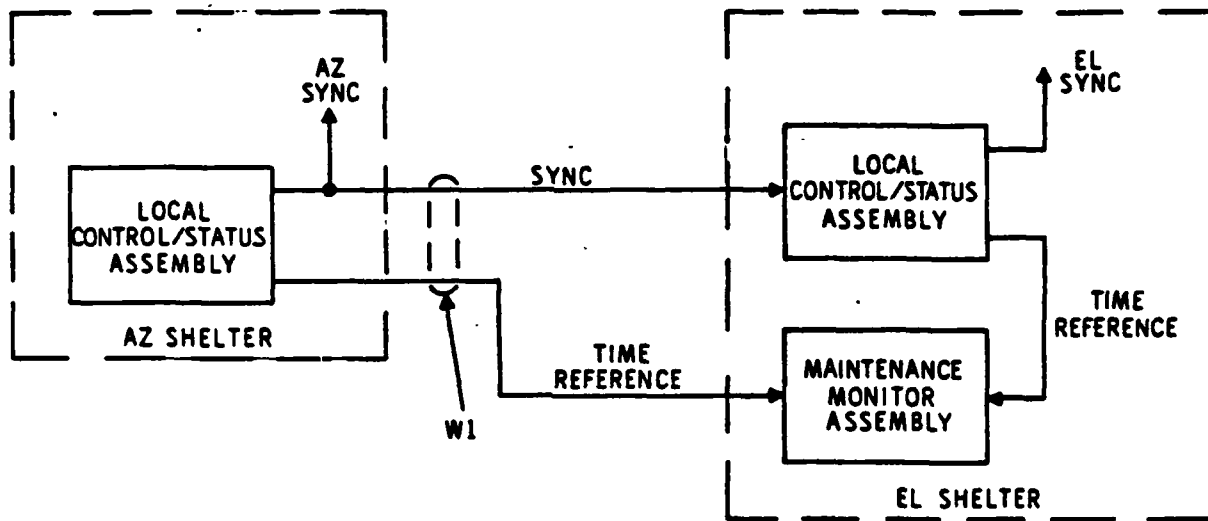 AZ
SYNC
LOCAL
CONTROL/STATUS
ASSEMBLY
AZ SHELTER
SYNC
TIME
REFERENCE
W1
EL
SYNC
LOCAL
CONTROL/STATUS
ASSEMBLY
TIME
REFERENCE
MAINTENANCE
MONITOR
ASSEMBLY
EL SHELTER